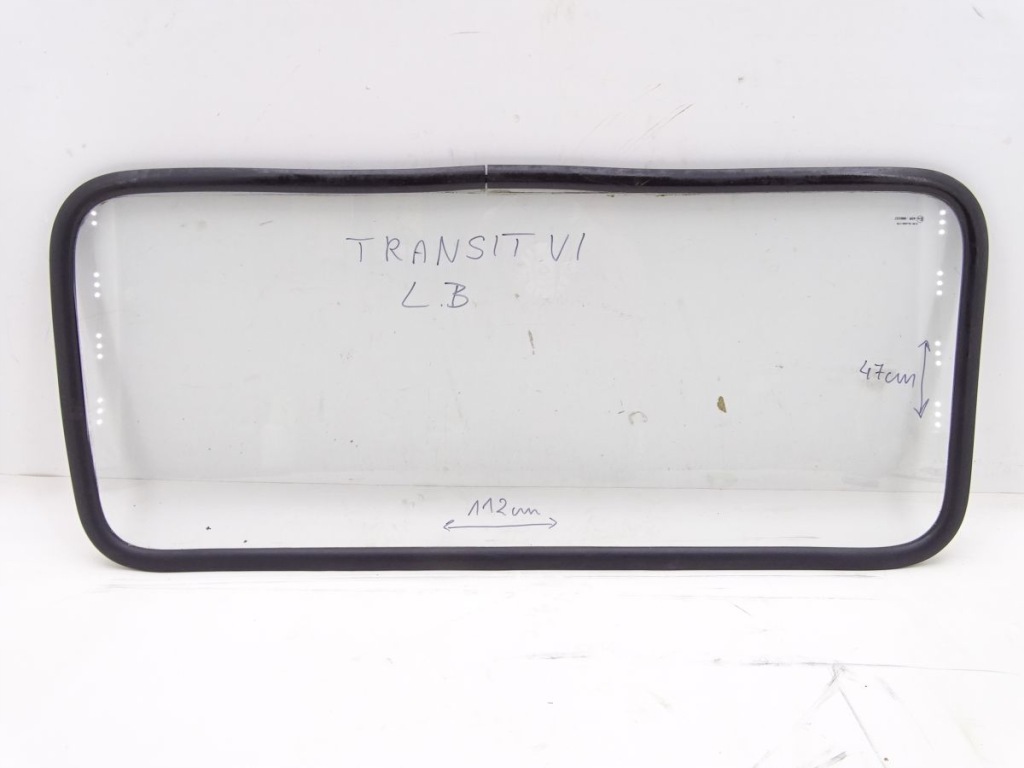 TRANSIT VI
L.B
47cm
112cm